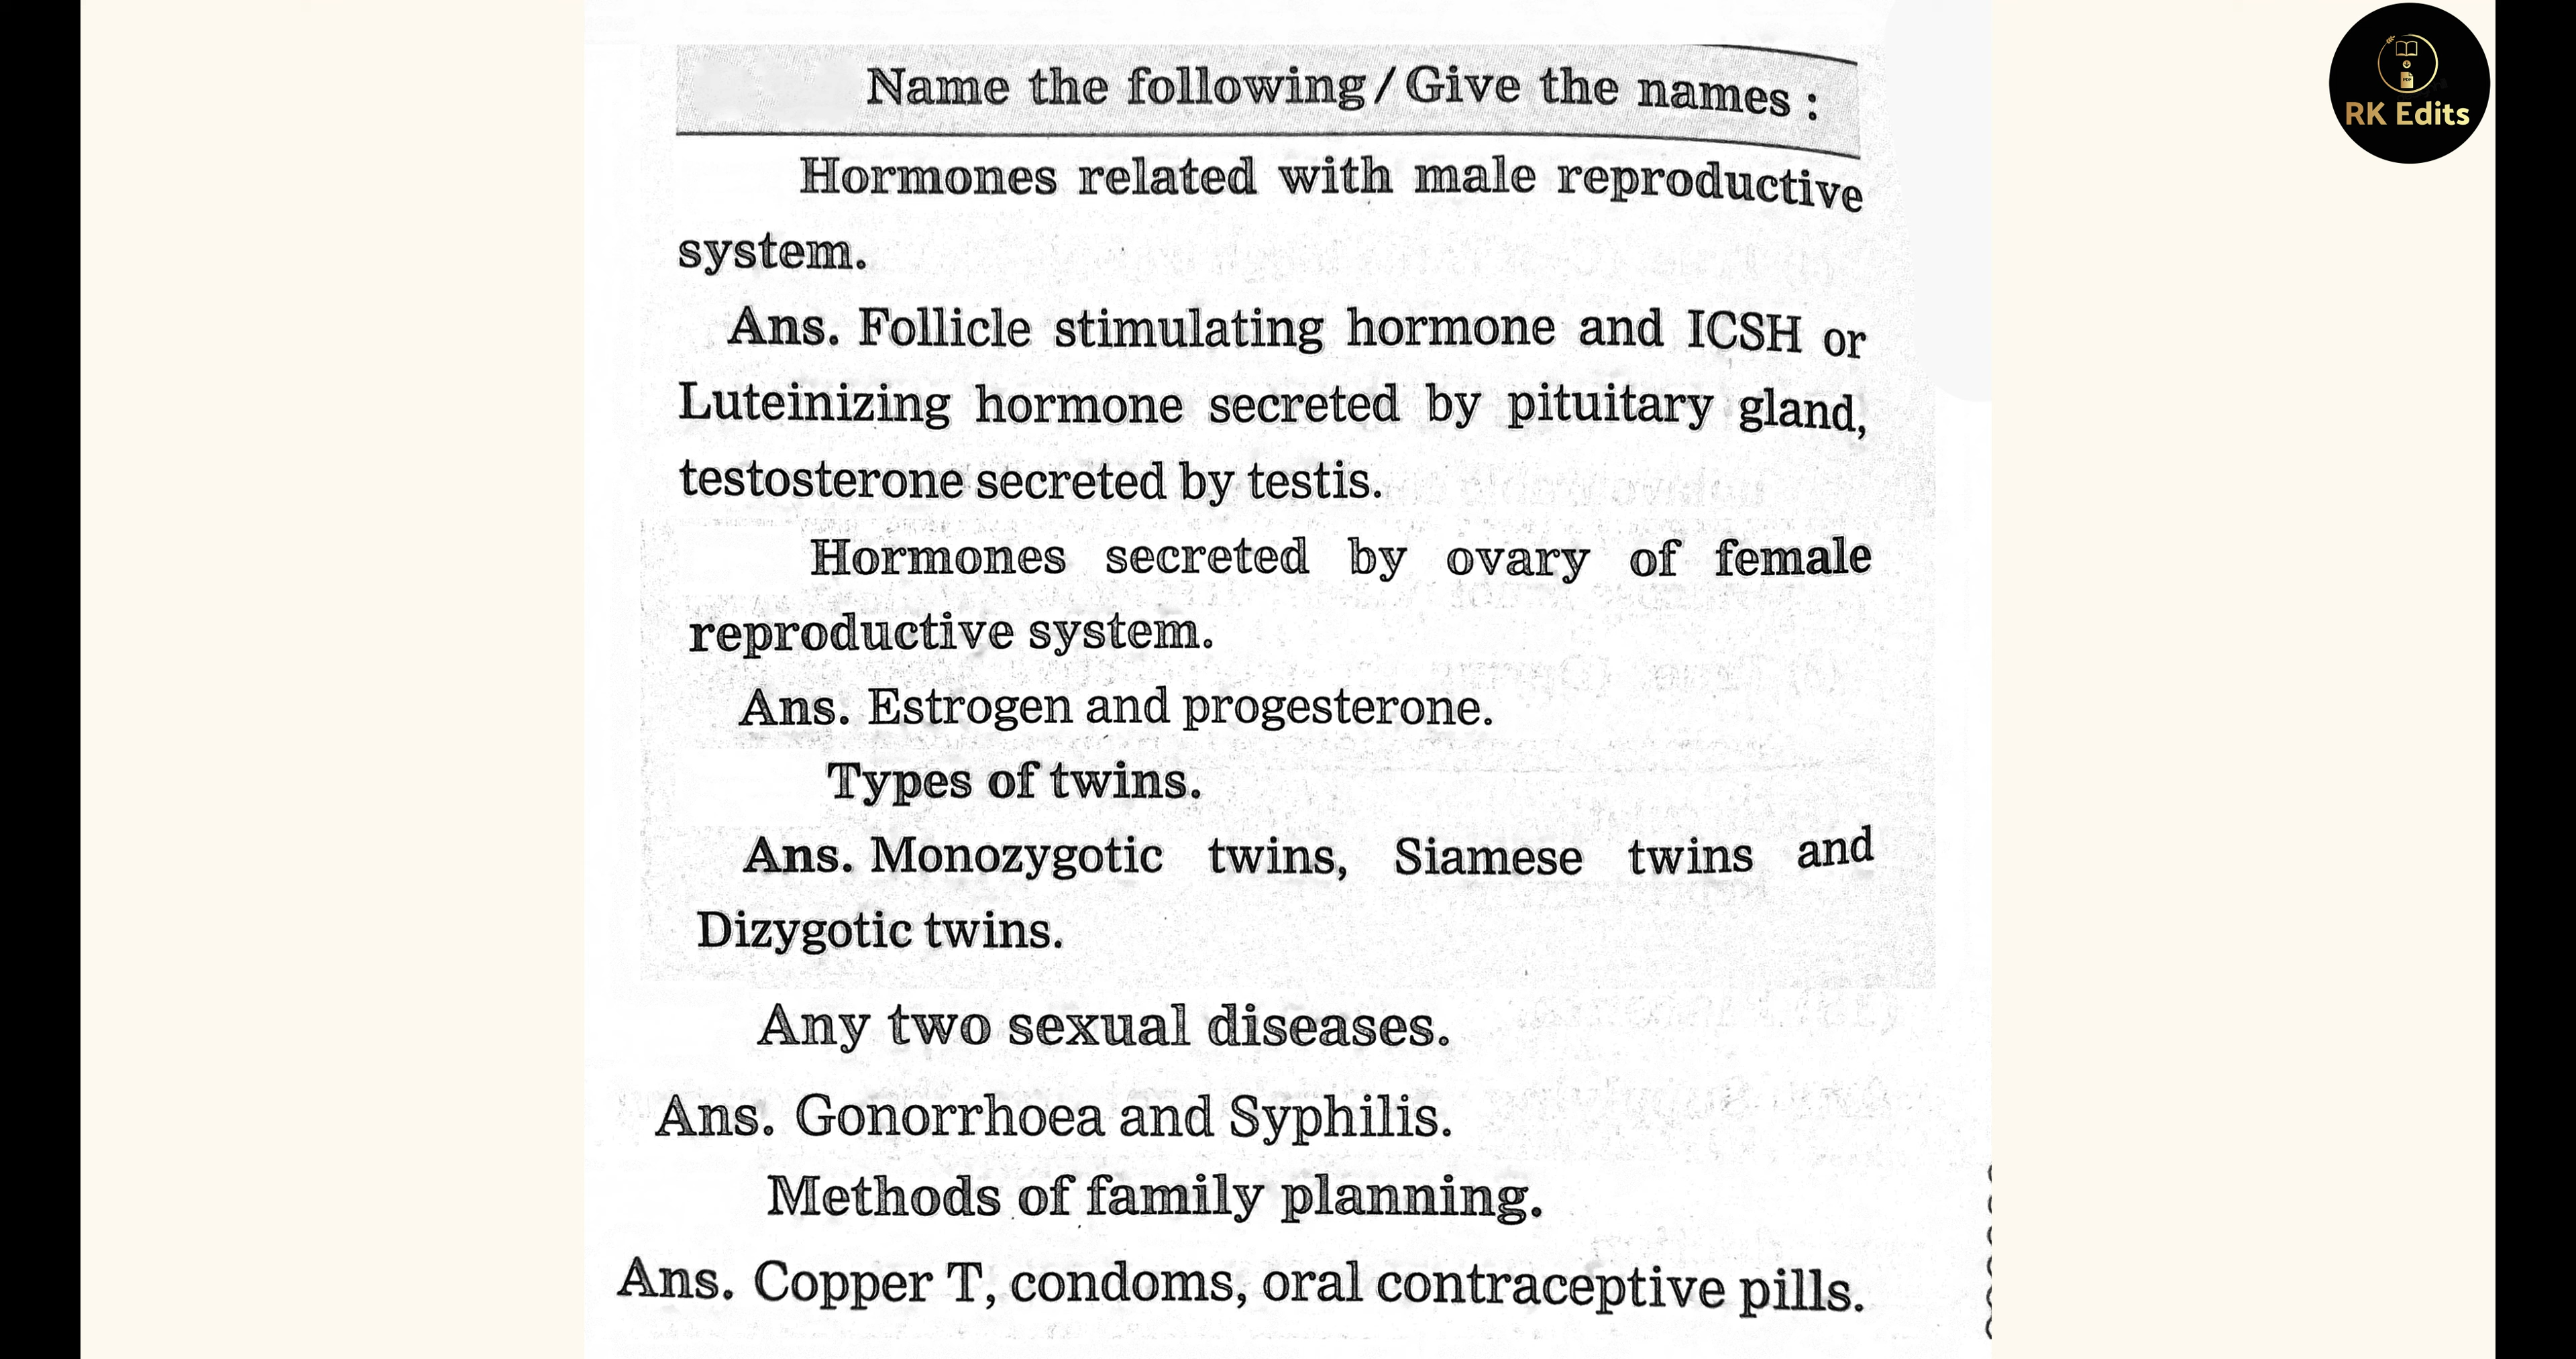 Name the following / Give the names :
RK Edits
Hormones related with male reproductive
system.
Ans. Follicle stimulating hormone and ICSH or
Luteinizing hormone secreted by pituitary gland,
testosterone secreted by testis.
Hormones secreted by ovary of female
reproductive system.
Ans. Estrogen and progesterone.
Types of twins.
Ans. Monozygotic twins, Siamese twins and
Dizygotic twins.
Any two sexual diseases.
Ans. Gonorrhoea and Syphilis.
Methods of family planning.
Ans. Copper T, condoms, oral contraceptive pills.